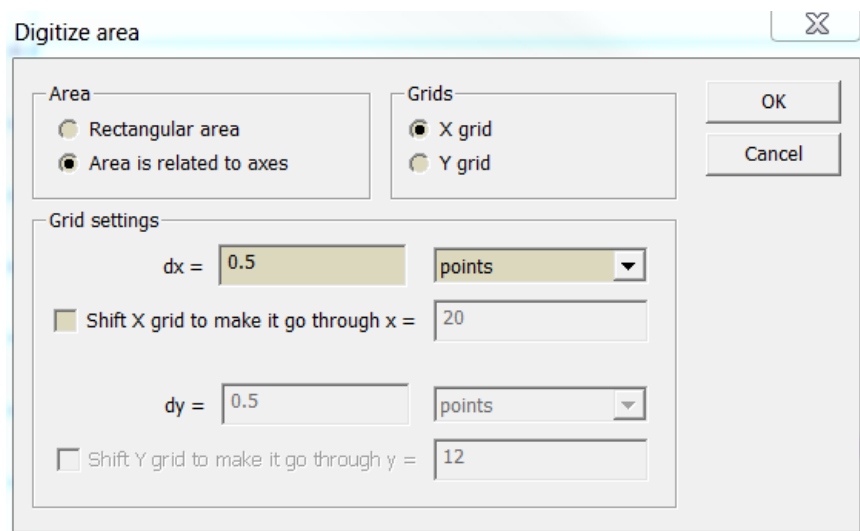 Digitize area
Area
Rectangular area
Area is related to axes
Grids
X grid
Y grid
OK
Cancel
Grid settings
dx = 0.5 points
Shift X grid to make it go through x = 20
dy = 0.5 points
Shift Y grid to make it go through y = 12